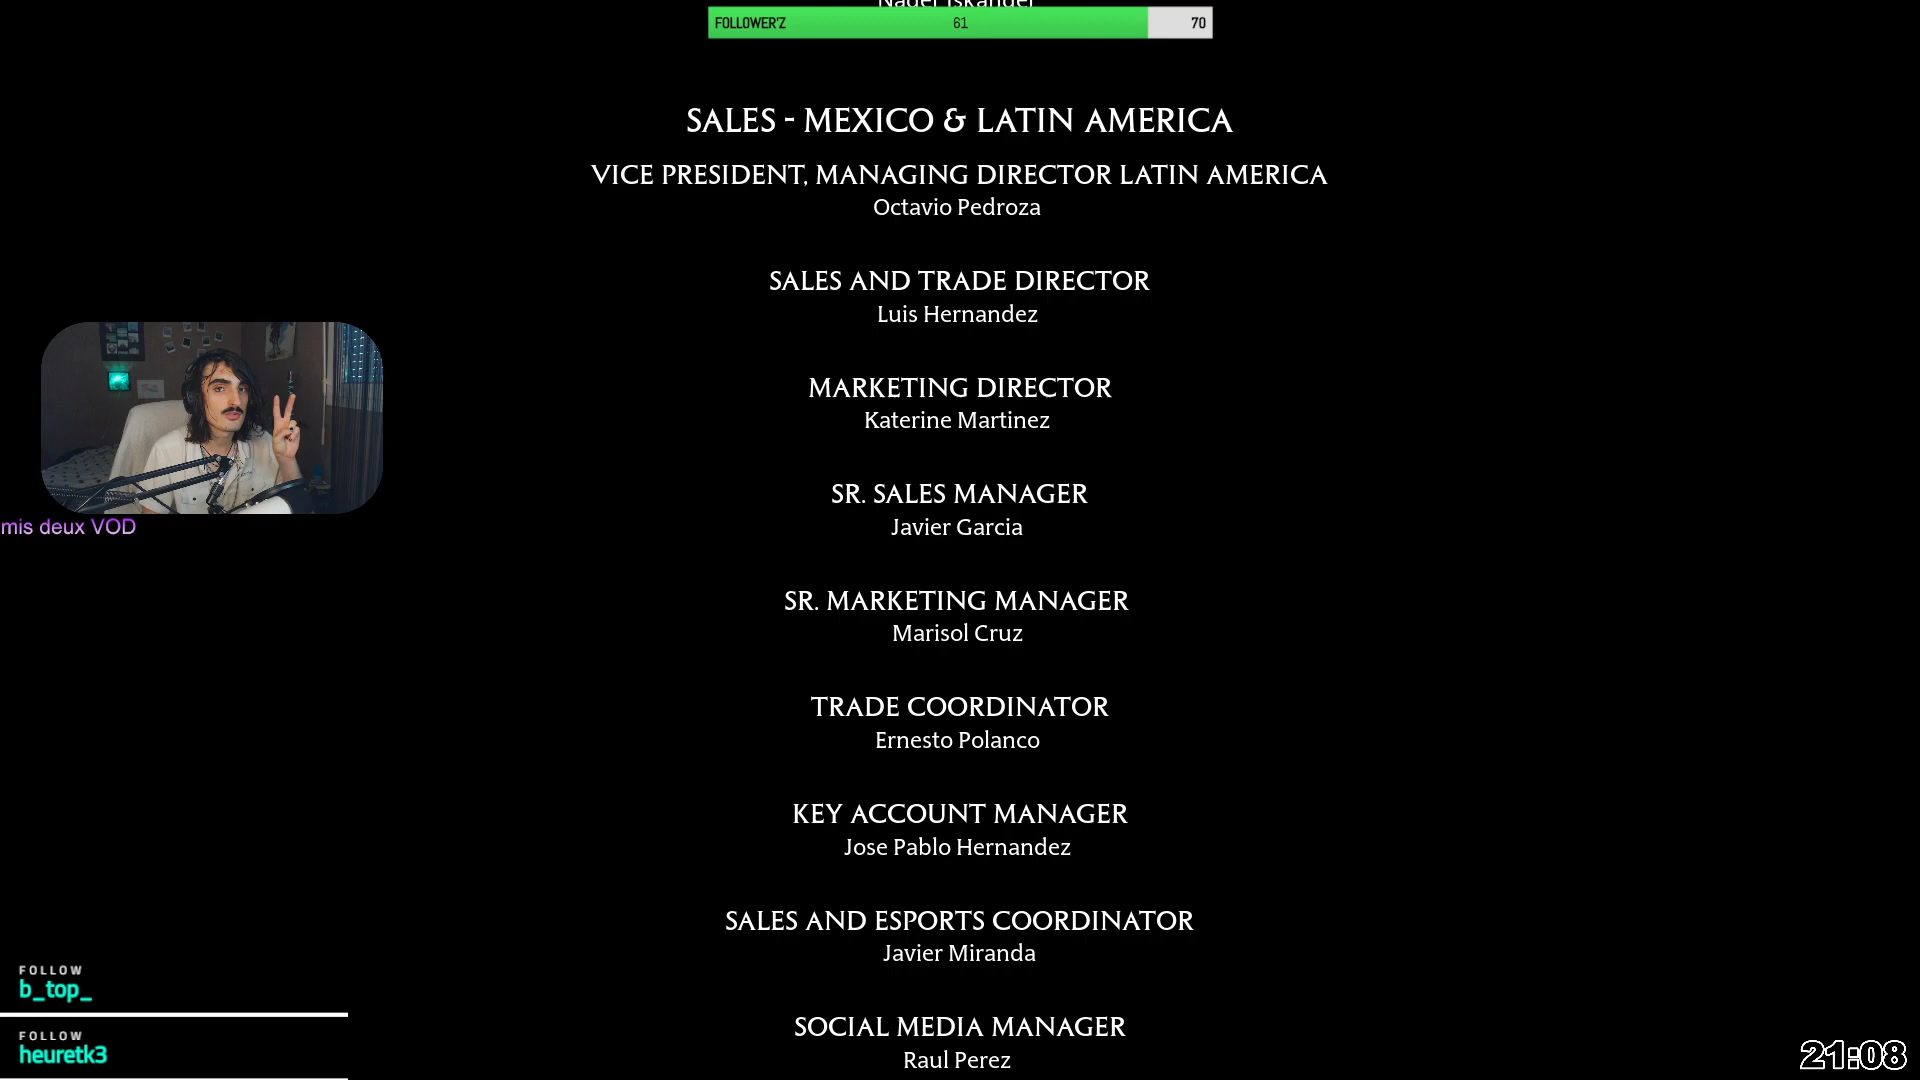 FOLLOWER'Z 61 70
SALES - MEXICO & LATIN AMERICA
VICE PRESIDENT, MANAGING DIRECTOR LATIN AMERICA
Octavio Pedroza
SALES AND TRADE DIRECTOR
Luis Hernandez
MARKETING DIRECTOR
Katerine Martinez
SR. SALES MANAGER
Javier Garcia
mis deux VOD
SR. MARKETING MANAGER
Marisol Cruz
TRADE COORDINATOR
Ernesto Polanco
KEY ACCOUNT MANAGER
Jose Pablo Hernandez
SALES AND ESPORTS COORDINATOR
Javier Miranda
FOLLOW
b_top_
SOCIAL MEDIA MANAGER
Raul Perez
FOLLOW
heuretk3
21:08